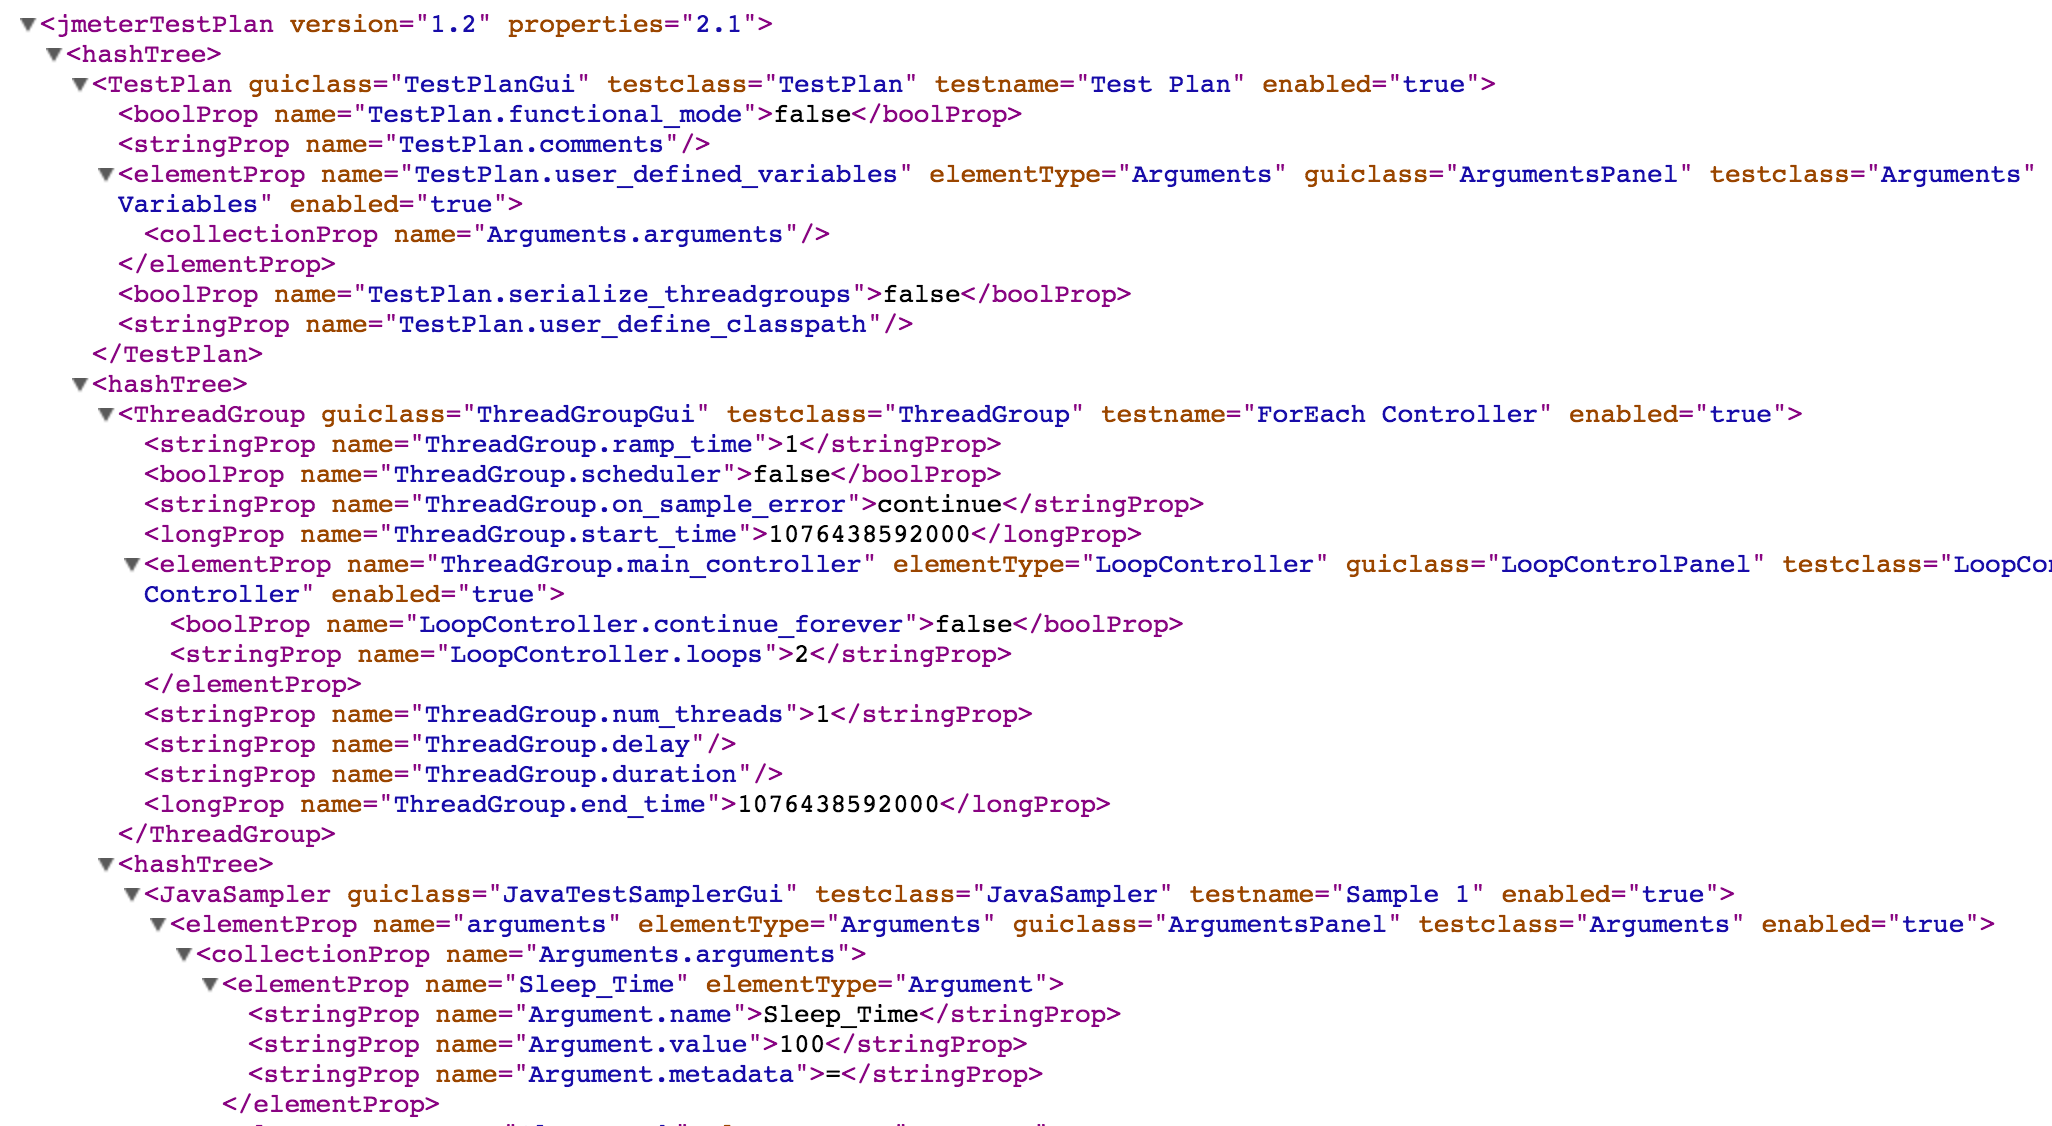 <jmeterTestPlan version="1.2" properties="2.1">
<hashTree>
<TestPlan guiclass="TestPlanGui" testclass="TestPlan" testname="Test Plan" enabled="true">
<boolProp name="TestPlan.functional_mode">false</boolProp>
<stringProp name="TestPlan.comments"/>
<elementProp name="TestPlan.user_defined_variables" elementType="Arguments" guiclass="ArgumentsPanel" testclass="Arguments"
Variables" enabled="true">
<collectionProp name="Arguments.arguments"/>
</elementProp>
<boolProp name="TestPlan.serialize_threadgroups">false</boolProp>
<stringProp name="TestPlan.user_define_classpath"/>
</TestPlan>
<hashTree>
<ThreadGroup guiclass="ThreadGroupGui" testclass="ThreadGroup" testname="ForEach Controller" enabled="true">
<stringProp name="ThreadGroup.ramp_time">1</stringProp>
<boolProp name="ThreadGroup.scheduler">false</boolProp>
<stringProp name="ThreadGroup.on_sample_error">continue</stringProp>
<longProp name="ThreadGroup.start_time">1076438592000</longProp>
<elementProp name="ThreadGroup.main_controller" elementType="LoopController" guiclass="LoopControlPanel" testclass="LoopCo
Controller" enabled="true">
<boolProp name="LoopController.continue_forever">false</boolProp>
<stringProp name="LoopController.loops">2</stringProp>
</elementProp>
<stringProp name="ThreadGroup.num_threads">1</stringProp>
<stringProp name="ThreadGroup.delay"/>
<stringProp name="ThreadGroup.duration"/>
<longProp name="ThreadGroup.end_time">1076438592000</longProp>
</ThreadGroup>
<hashTree>
<JavaSampler guiclass="JavaTestSamplerGui" testclass="JavaSampler" testname="Sample 1" enabled="true">
<elementProp name="arguments" elementType="Arguments" guiclass="ArgumentsPanel" testclass="Arguments" enabled="true">
<collectionProp name="Arguments.arguments">
<elementProp name="Sleep_Time" elementType="Argument">
<stringProp name="Argument.name">Sleep_Time</stringProp>
<stringProp name="Argument.value">100</stringProp>
<stringProp name="Argument.metadata">=</stringProp>
</elementProp>